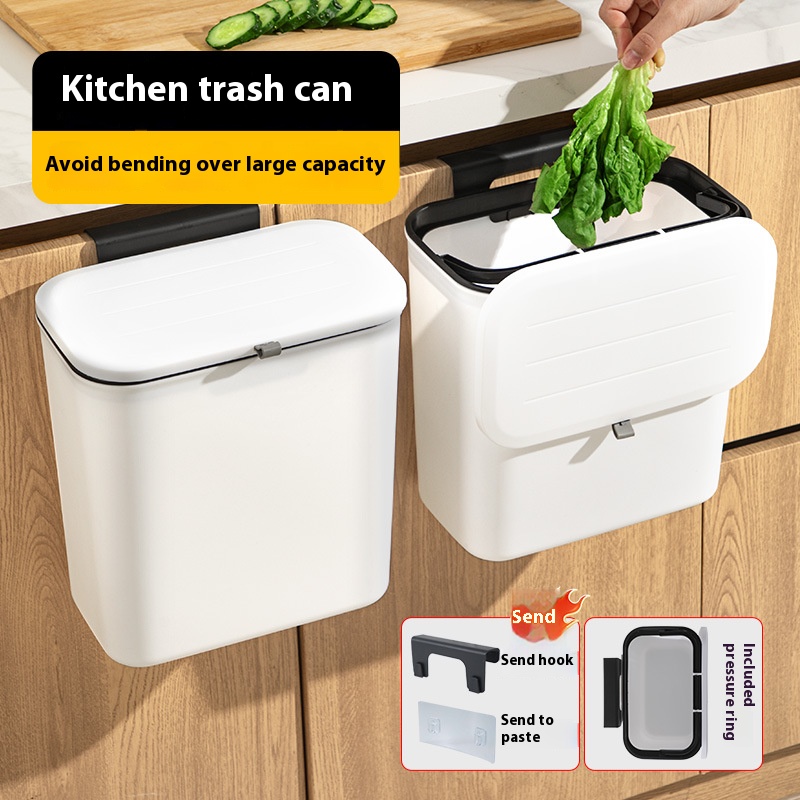 Kitchen trash can
Avoid bending over large capacity
Send
Send hook
Send to
paste
Included
pressure ring